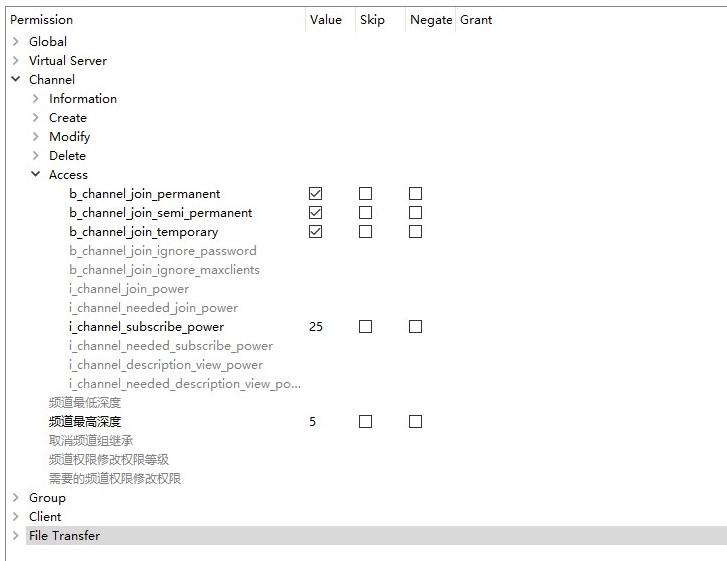 Permission Value Skip Negate Grant
Global
Virtual Server
Channel
Information
Create
Modify
Delete
Access
b_channel_join_permanent
b_channel_join_semi_permanent
b_channel_join_temporary
b_channel_join_ignore_password
b_channel_join_ignore_maxclients
i_channel_join_power
i_channel_needed_join_power
i_channel_subscribe_power 25
i_channel_needed_subscribe_power
i_channel_description_view_power
i_channel_needed_description_view_po...
频道最低深度
频道最高深度 5
取消频道组继承
频道权限修改权限等级
需要的频道权限修改权限
Group
Client
File Transfer